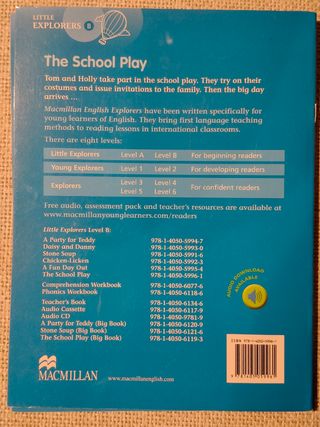 LITTLE
EXPLORERS B
The School Play
Tom and Holly take part in the school play. They try on their
costumes and issue invitations to the family. Then the big day
arrives ...
Macmillan English Explorers have been written specifically for
young learners of English. They bring first language teaching
methods to reading lessons in international classrooms.
There are eight levels:
Little Explorers Level A Level B For beginning readers
Young Explorers Level 1 Level 2 For developing readers
Explorers Level 3 Level 4 For confident readers
Level 5 Level 6
Free audio, assessment pack and teacher's resources are available at
www.macmillanyounglearners.com/readers
Little Explorers Level B:
A Party for Teddy 978-1-4050-5994-7
Daisy and Danny 978-1-4050-5993-0
Stone Soup 978-1-4050-5991-6
Chicken-Licken 978-1-4050-5992-3
A Fun Day Out 978-1-4050-5995-4
The School Play 978-1-4050-5996-1
Comprehension Workbook 978-1-4050-6077-6
Phonics Workbook 978-1-4050-6118-6
Teacher's Book 978-1-4050-6134-6
Audio Cassette 978-1-4050-6117-9
Audio CD 978-1-4050-9781-9
A Party for Teddy (Big Book) 978-1-4050-6120-9
Stone Soup (Big Book) 978-1-4050-6121-6
The School Play (Big Book) 978-1-4050-6119-3
AUDIO DOWNLOAD
AVAILABLE
ISBN 978-1-4050-5996-1
9 781405 059961
MACMILLAN
www.macmillanenglish.com